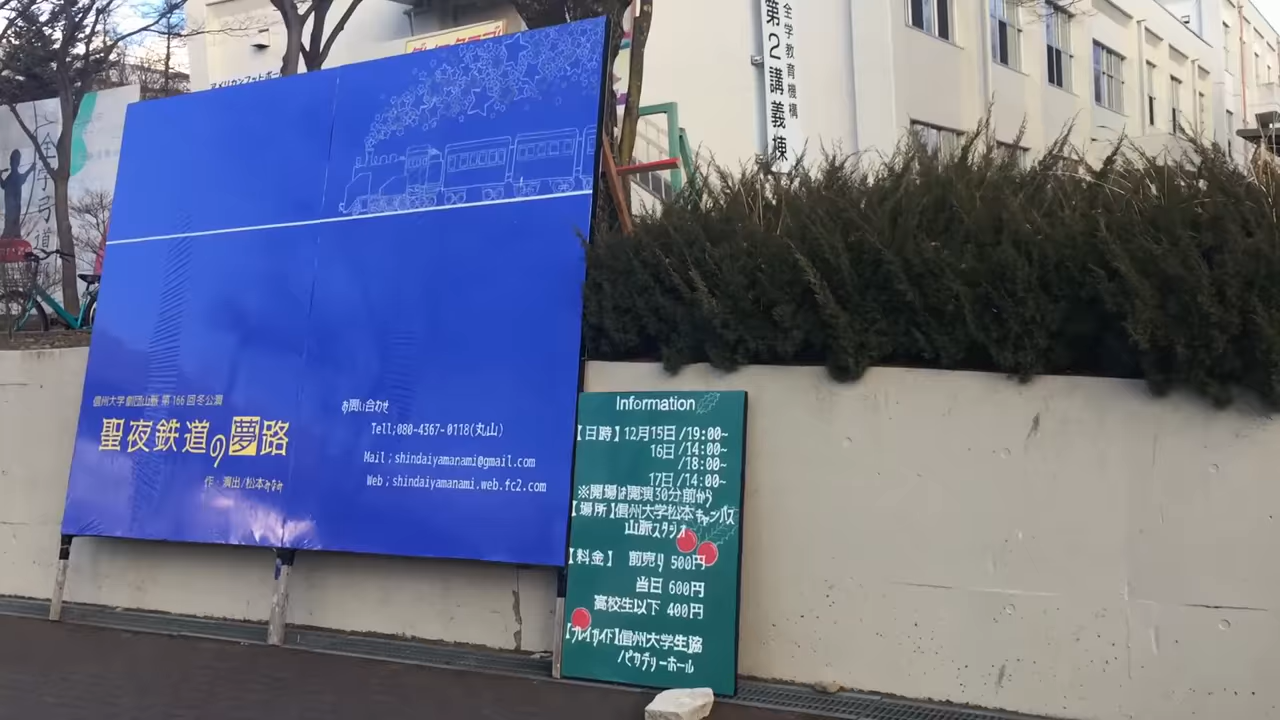 全学教育機構
第2講義棟
全学弓道
信州大学 劇団山脈 第166回冬公演
聖夜鉄道の夢路
作・演出/松本みなみ
お問い合わせ
Tell;080-4367-0118(丸山)
Mail;shindaiyamanami@gmail.com
Web;shindaiyamanami.web.fc2.com
Information
【日時】12月15日/19:00~
16日/14:00~
/18:00~
17日/14:00~
※開場は開演30分前から
【場所】信州大学松本キャンパス
山脈スタジオ
【料金】 前売り 500円
当日 600円
高校生以下 400円
【プレイガイド】信州大学生協
/ピカデリーホール